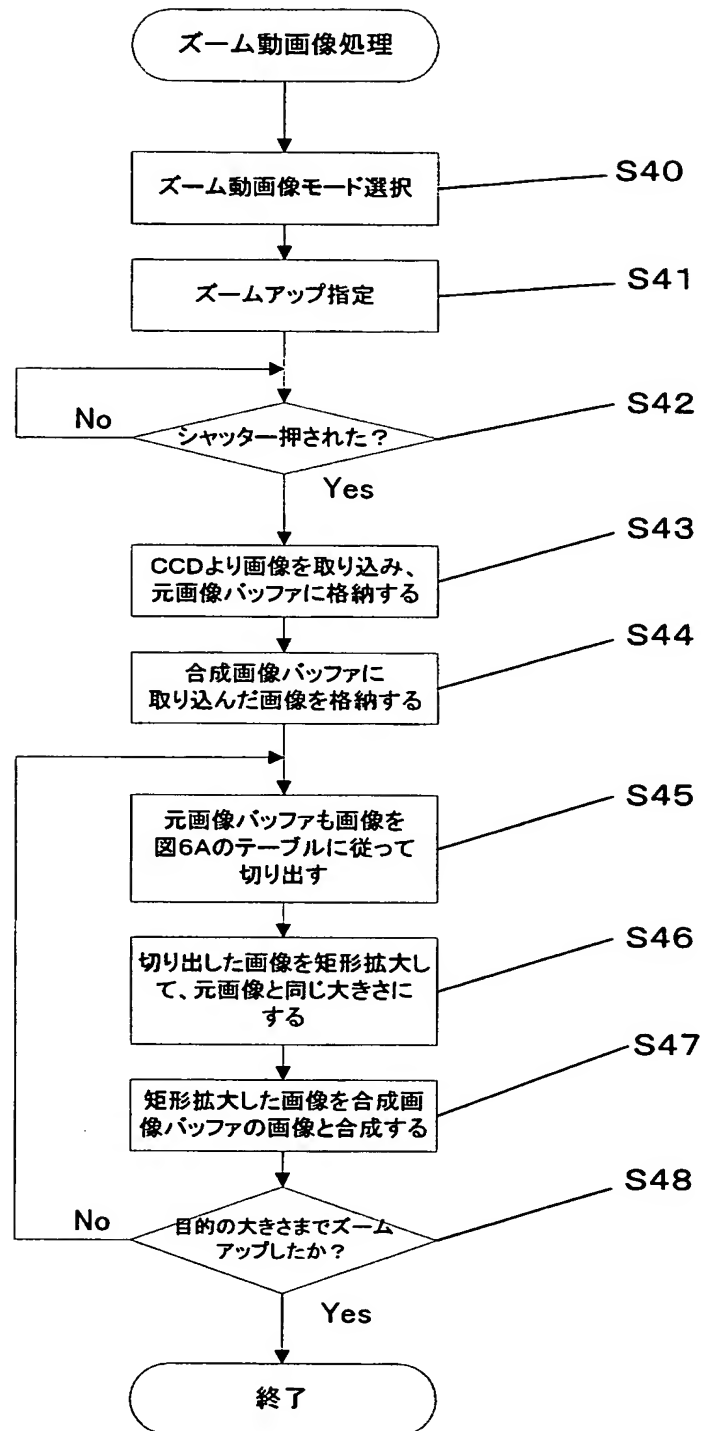 ズーム動画像処理
ズーム動画像モード選択
S40
ズームアップ指定
S41
No
シャッター押された?
S42
Yes
CCDより画像を取り込み、
元画像バッファに格納する
S43
合成画像バッファに
取り込んだ画像を格納する
S44
元画像バッファも画像を
図6Aのテーブルに従って
切り出す
S45
切り出した画像を矩形拡大し
て、元画像と同じ大きさに
する
S46
矩形拡大した画像を合成画
像バッファの画像と合成する
S47
No
目的の大きさまでズーム
アップしたか?
S48
Yes
終了